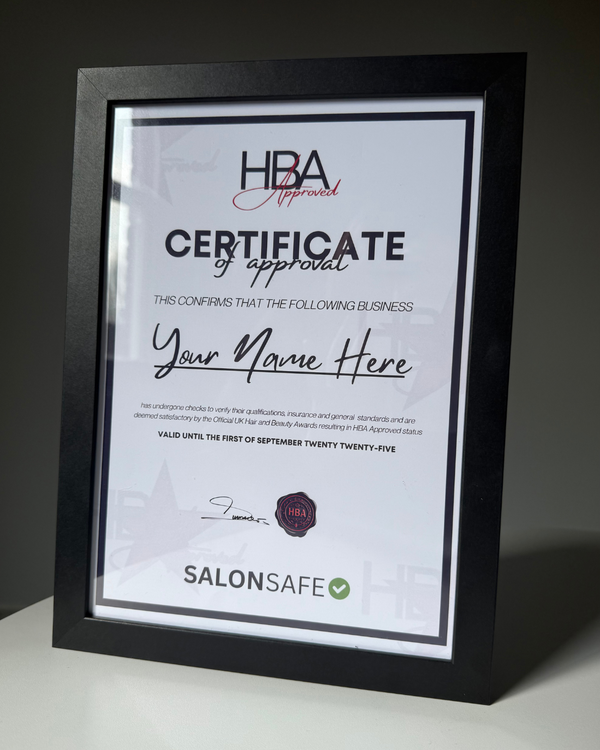 HBA
Approved
CERTIFICATE
of approval
THIS CONFIRMS THAT THE FOLLOWING BUSINESS
Your Name Here
has undergone checks to verify their qualifications, insurance and general standards and are
deemed satisfactory by the Official UK Hair and Beauty Awards resulting in HBA Approved status
VALID UNTIL THE FIRST OF SEPTEMBER TWENTY TWENTY-FIVE
HBA
SALONSAFE